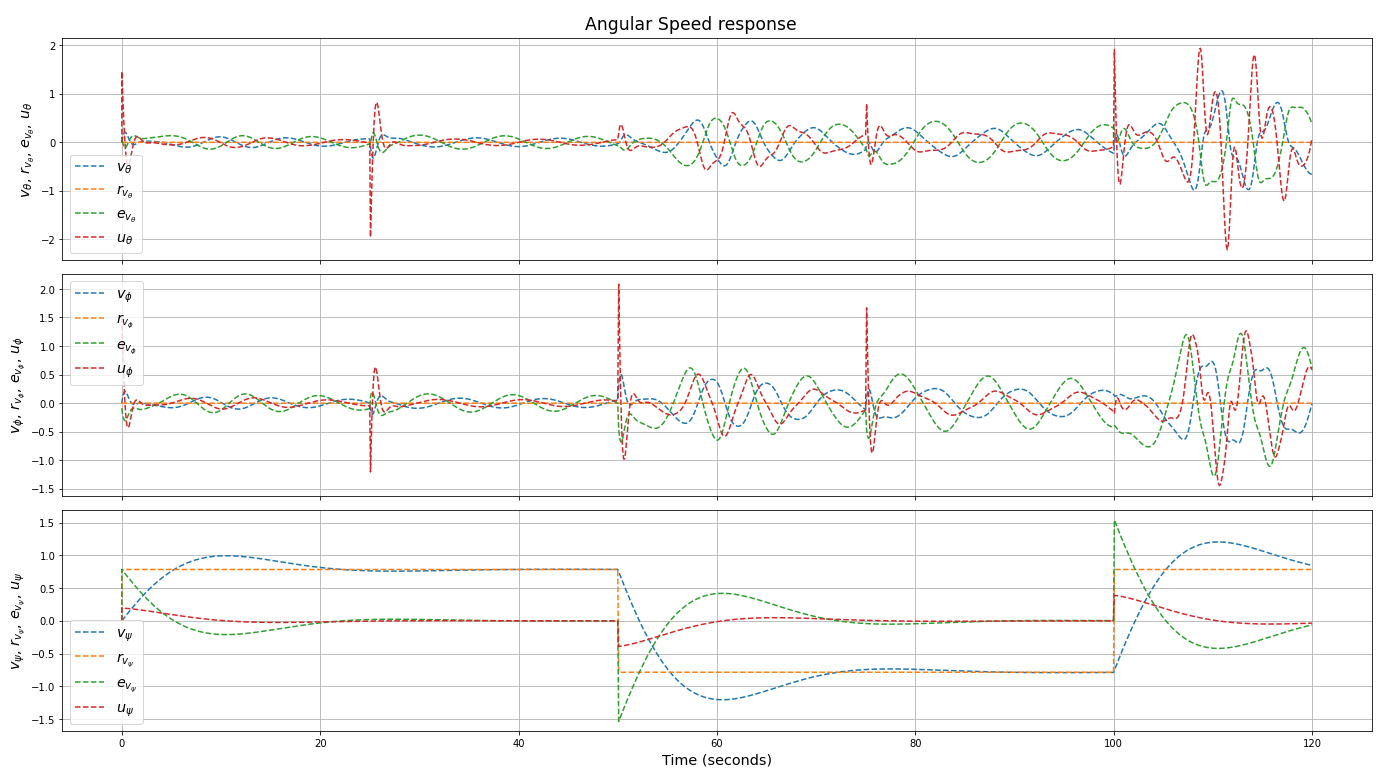 Angular Speed response
v_θ, r_{v_θ}, e_{v_θ}, u_θ
2
1
0
−1
−2
v_θ
r_{v_θ}
e_{v_θ}
u_θ
v_ϕ, r_{v_ϕ}, e_{v_ϕ}, u_ϕ
2.0
1.5
1.0
0.5
0.0
−0.5
−1.0
−1.5
v_ϕ
r_{v_ϕ}
e_{v_ϕ}
u_ϕ
v_ψ, r_{v_ψ}, e_{v_ψ}, u_ψ
1.5
1.0
0.5
0.0
−0.5
−1.0
−1.5
v_ψ
r_{v_ψ}
e_{v_ψ}
u_ψ
0 20 40 60 80 100 120
Time (seconds)